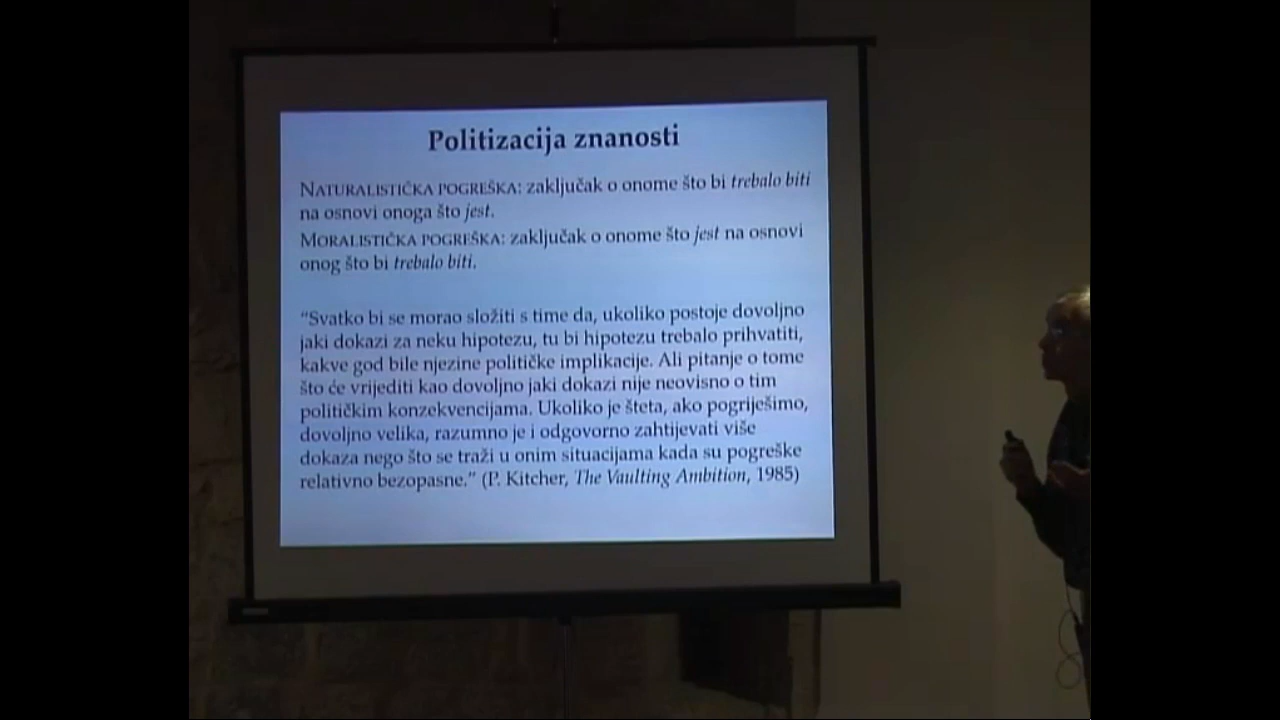 Politizacija znanosti
NATURALISTIČKA POGREŠKA: zaključak o onome što bi trebalo biti
na osnovi onoga što jest.
MORALISTIČKA POGREŠKA: zaključak o onome što jest na osnovi
onog što bi trebalo biti.
“Svatko bi se morao složiti s time da, ukoliko postoje dovoljno
jaki dokazi za neku hipotezu, tu bi hipotezu trebalo prihvatiti,
kakve god bile njezine političke implikacije. Ali pitanje o tome
što će vrijediti kao dovoljno jaki dokazi nije neovisno o tim
političkim konzekvencijama. Ukoliko je šteta, ako pogriješimo,
dovoljno velika, razumno je i odgovorno zahtijevati više
dokaza nego što se traži u onim situacijama kada su pogreške
relativno bezopasne.” (P. Kitcher, The Vaulting Ambition, 1985)